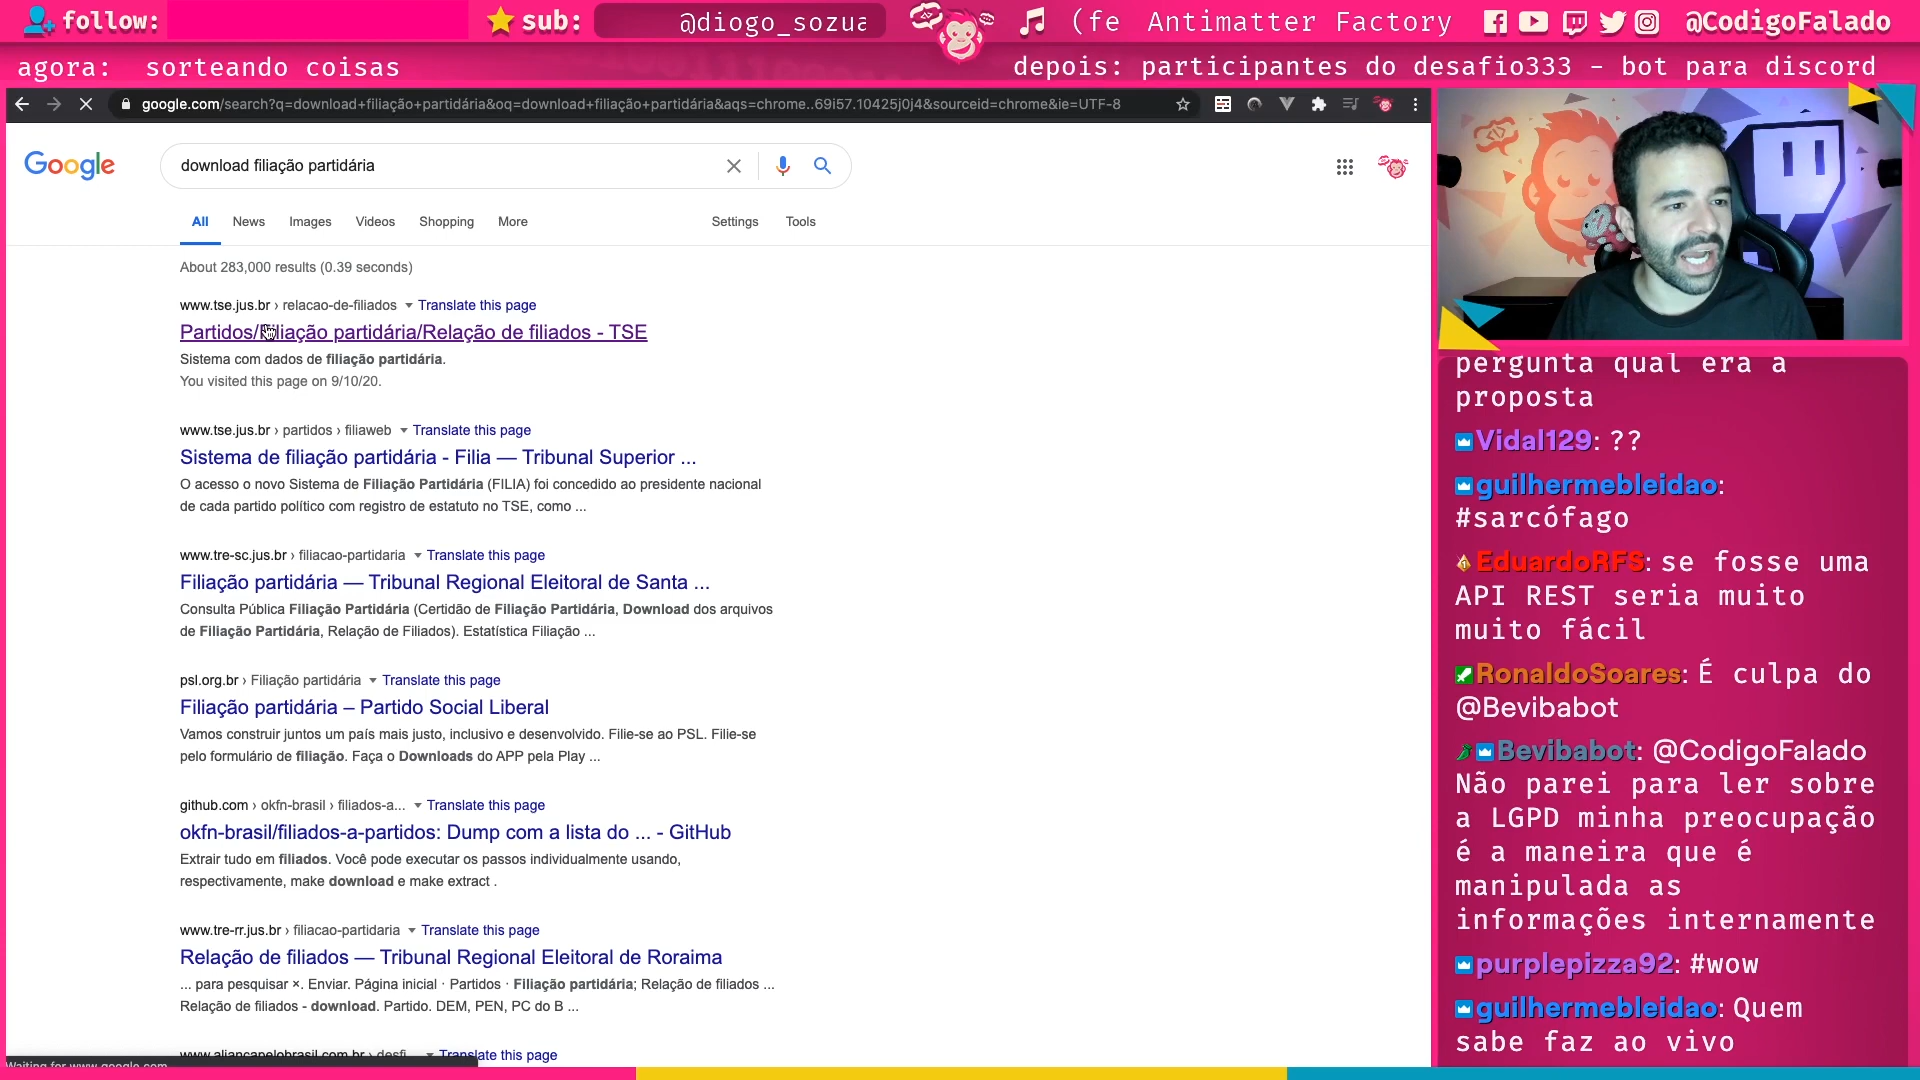 follow:
sub: @diogo_sozua
(fe Antimatter Factory
@CodigoFalado
agora: sorteando coisas
depois: participantes do desafio333 - bot para discord
google.com/search?q=download+filiação+partidária&oq=download+filiação+partidária&aqs=chrome..69i57.10425j0j4&sourceid=chrome&ie=UTF-8
Google
download filiação partidária
All News Images Videos Shopping More Settings Tools
About 283,000 results (0.39 seconds)
www.tse.jus.br › relacao-de-filiados Translate this page
Partidos/Filiação partidária/Relação de filiados - TSE
Sistema com dados de filiação partidária.
You visited this page on 9/10/20.
www.tse.jus.br › partidos › filiaweb Translate this page
Sistema de filiação partidária - Filia — Tribunal Superior ...
O acesso o novo Sistema de Filiação Partidária (FILIA) foi concedido ao presidente nacional
de cada partido político com registro de estatuto no TSE, como ...
www.tre-sc.jus.br › filiacao-partidaria Translate this page
Filiação partidária — Tribunal Regional Eleitoral de Santa ...
Consulta Pública Filiação Partidária (Certidão de Filiação Partidária, Download dos arquivos
de Filiação Partidária, Relação de Filiados). Estatística Filiação ...
psl.org.br › Filiação partidária Translate this page
Filiação partidária – Partido Social Liberal
Vamos construir juntos um país mais justo, inclusivo e desenvolvido. Filie-se ao PSL. Filie-se
pelo formulário de filiação. Faça o Downloads do APP pela Play ...
github.com › okfn-brasil › filiados-a... Translate this page
okfn-brasil/filiados-a-partidos: Dump com a lista do ... - GitHub
Extrair tudo em filiados. Você pode executar os passos individualmente usando,
respectivamente, make download e make extract .
www.tre-rr.jus.br › filiacao-partidaria Translate this page
Relação de filiados — Tribunal Regional Eleitoral de Roraima
... para pesquisar ×. Enviar. Página inicial · Partidos · Filiação partidária; Relação de filiados ...
Relação de filiados - download. Partido. DEM, PEN, PC do B ...
www.aliancapelobrasil.com.br › desfi... Translate this page
Waiting for www.google.com...
pergunta qual era a
proposta
Vidal129: ??
guilhermebleidao:
#sarcófago
EduardoRFS: se fosse uma
API REST seria muito
muito fácil
RonaldoSoares: É culpa do
@Bevibabot
Bevibabot: @CodigoFalado
Não parei para ler sobre
a LGPD minha preocupação
é a maneira que é
manipulada as
informações internamente
purplepizza92: #wow
guilhermebleidao: Quem
sabe faz ao vivo